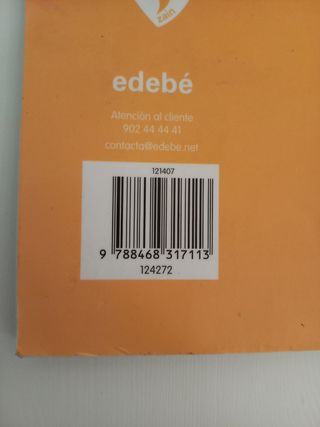 zain
edebé
Atención al cliente
902 44 44 41
contacta@edebe.net
121407
9 788468 317113
124272